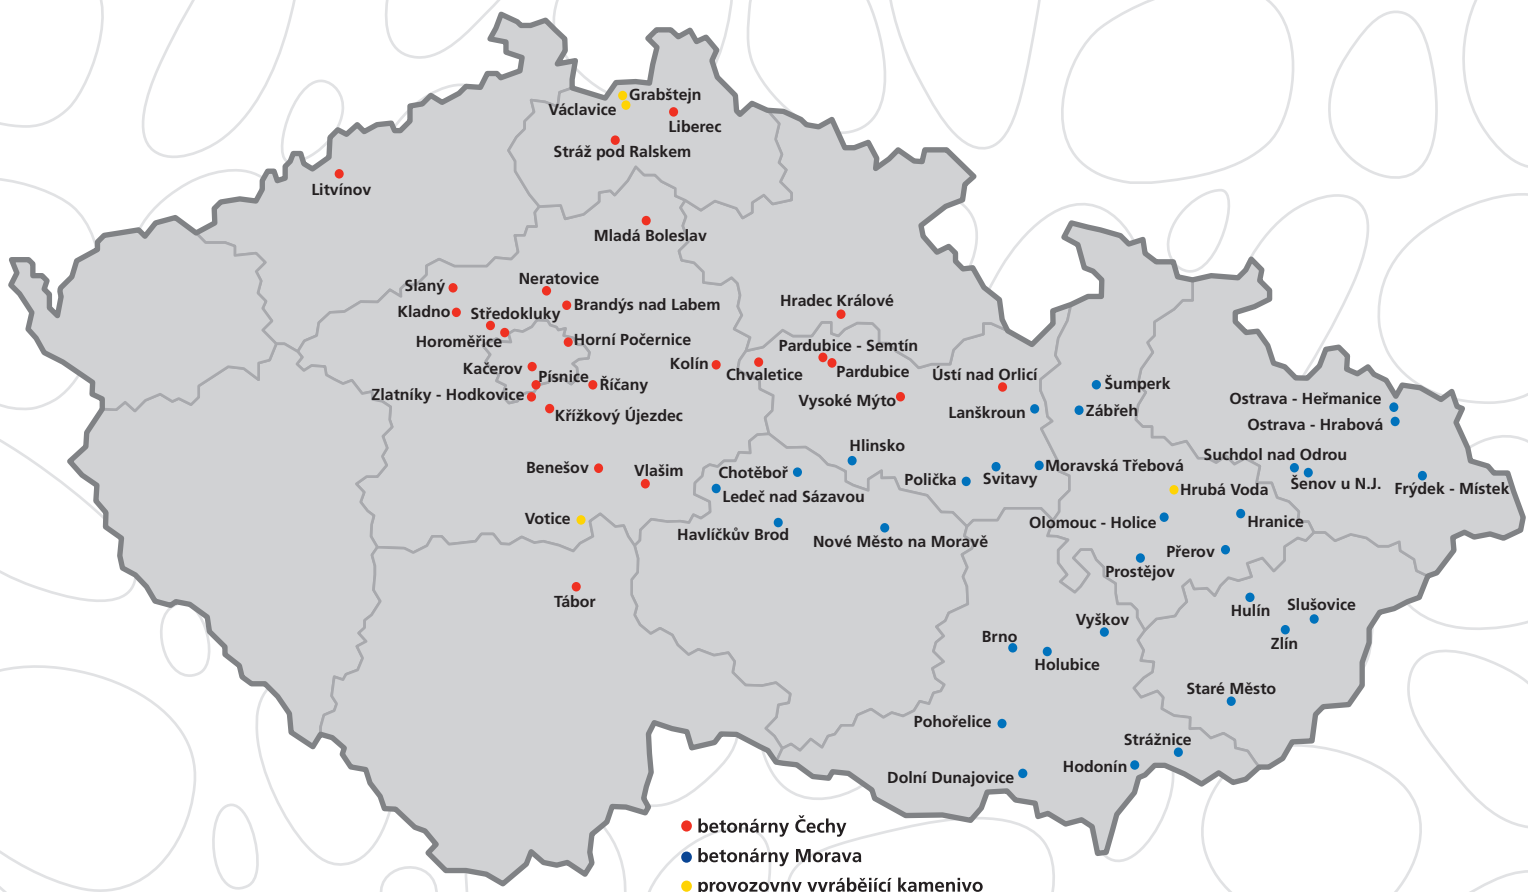 Grabštejn
Václavice
Liberec
Stráž pod Ralskem
Litvínov
Mladá Boleslav
Slaný
Neratovice
Kladno
Středokluky
Brandýs nad Labem
Hradec Králové
Horoměřice
Horní Počernice
Pardubice - Semtín
Kačerov
Písnice
Říčany
Kolín
Chvaletice
Pardubice
Ústí nad Orlicí
Šumperk
Zlatníky - Hodkovice
Křížkový Újezdec
Vysoké Mýto
Lanškroun
Zábřeh
Ostrava - Heřmanice
Ostrava - Hrabová
Benešov
Vlašim
Chotěboř
Hlinsko
Ledeč nad Sázavou
Polička
Svitavy
Moravská Třebová
Suchdol nad Odrou
Šenov u N.J.
Frýdek - Místek
Hrubá Voda
Votice
Havlíčkův Brod
Nové Město na Moravě
Olomouc - Holice
Hranice
Přerov
Prostějov
Tábor
Hulín
Slušovice
Vyškov
Brno
Zlín
Holubice
Staré Město
Pohořelice
Strážnice
Dolní Dunajovice
Hodonín
betonárny Čechy
betonárny Morava
provozovny vyrábějící kamenivo